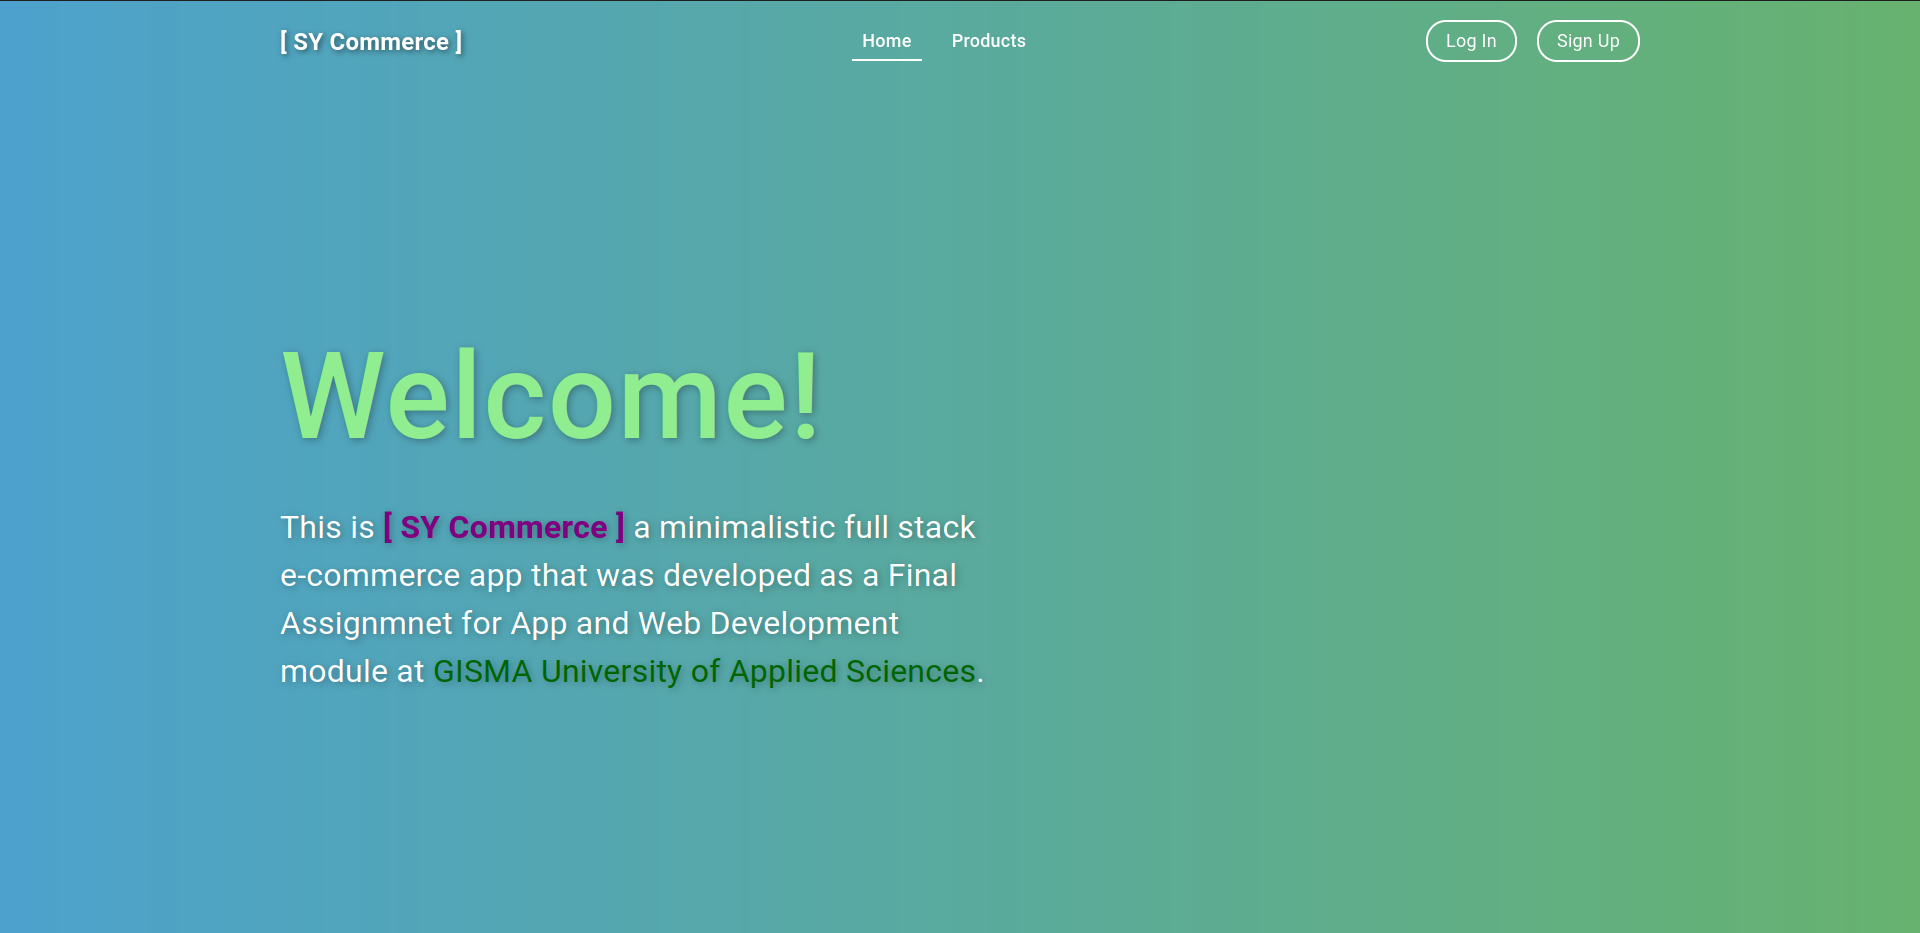 [ SY Commerce ]
Home
Products
Log In
Sign Up
Welcome!
This is [ SY Commerce ] a minimalistic full stack
e-commerce app that was developed as a Final
Assignmnet for App and Web Development
module at GISMA University of Applied Sciences.